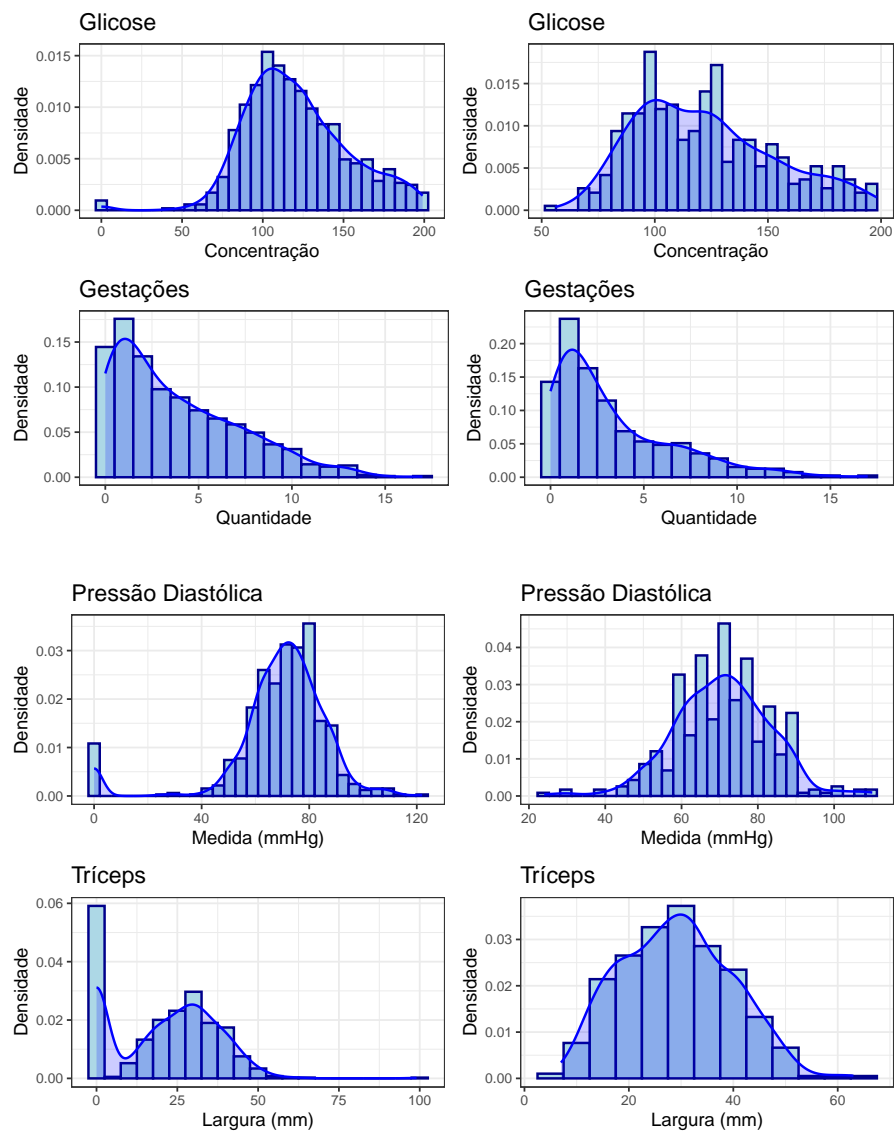 Glicose
Densidade
0.015
0.010
0.005
0.000
0 50 100 150 200
Concentração
Glicose
Densidade
0.015
0.010
0.005
0.000
50 100 150 200
Concentração
Gestações
Densidade
0.15
0.10
0.05
0.00
0 5 10 15
Quantidade
Gestações
Densidade
0.20
0.15
0.10
0.05
0.00
0 5 10 15
Quantidade
Pressão Diastólica
Densidade
0.03
0.02
0.01
0.00
0 40 80 120
Medida (mmHg)
Pressão Diastólica
Densidade
0.04
0.03
0.02
0.01
0.00
20 40 60 80 100
Medida (mmHg)
Tríceps
Densidade
0.06
0.04
0.02
0.00
0 25 50 75 100
Largura (mm)
Tríceps
Densidade
0.03
0.02
0.01
0.00
0 20 40 60
Largura (mm)